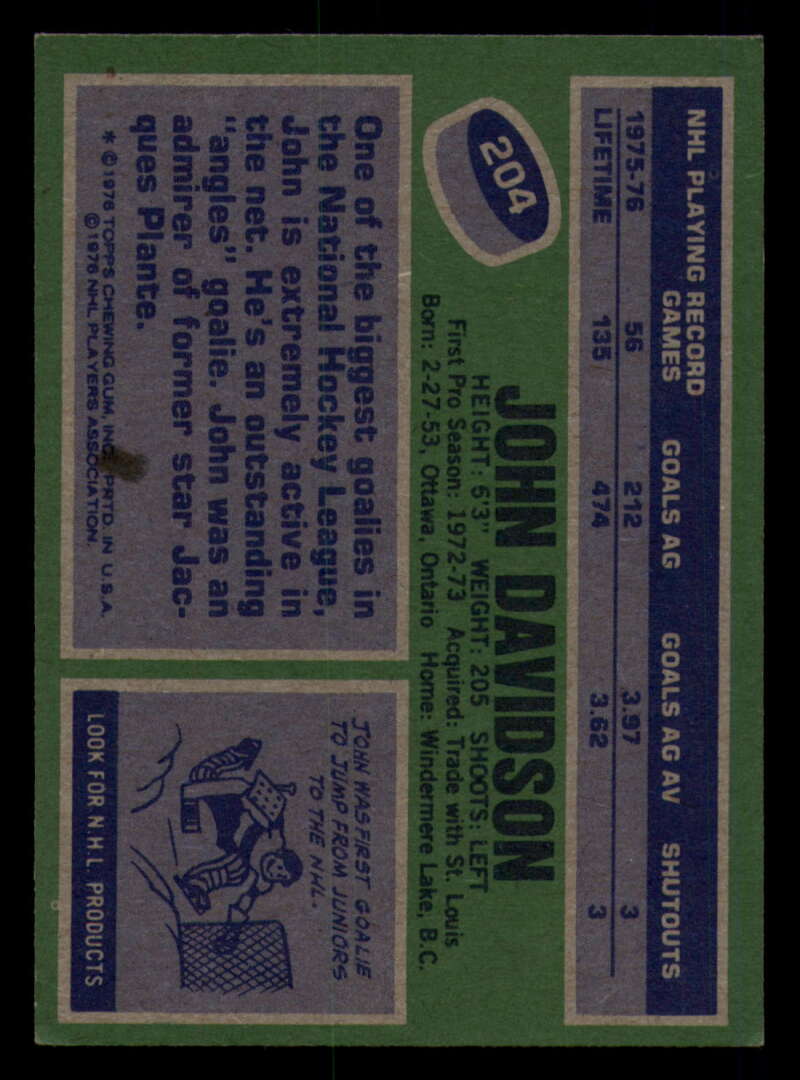 NHL PLAYING RECORD
GAMES GOALS AG GOALS AG AV SHUTOUTS
1975-76 56 212 3.97 3
LIFETIME 135 474 3.62 3
204
JOHN DAVIDSON
HEIGHT: 6'3" WEIGHT: 205 SHOOTS: LEFT
First Pro Season: 1972-73 Acquired: Trade with St. Louis
Born: 2-27-53, Ottawa, Ontario Home: Windermere Lake, B.C.
One of the biggest goalies in
the National Hockey League,
John is extremely active in
the net. He's an outstanding
"angles" goalie. John was an
admirer of former star Jac-
ques Plante.
* © 1976 TOPPS CHEWING GUM, INC. PRTD. IN U.S.A.
© 1976 NHL PLAYERS ASSOCIATION.
JOHN WAS FIRST GOALIE
TO JUMP FROM JUNIORS
TO THE NHL.
LOOK FOR N.H.L. PRODUCTS